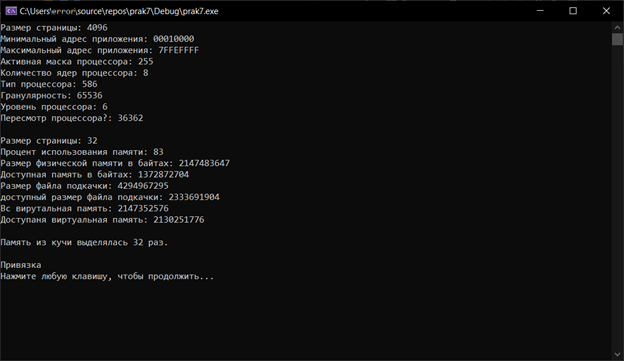 C:\Users\error\source\repos\prak7\Debug\prak7.exe
Размер страницы: 4096
Минимальный адрес приложения: 00010000
Максимальный адрес приложения: 7FFEFFFF
Активная маска процессора: 255
Количество ядер процессора: 8
Тип процессора: 586
Гранулярность: 65536
Уровень процессора: 6
Пересмотр процессора?: 36362
Размер страницы: 32
Процент использования памяти: 83
Размер физической памяти в байтах: 2147483647
Доступная память в байтах: 1372872704
Размер файла подкачки: 4294967295
доступный размер файла подкачки: 2333691904
Вс вирутальная память: 2147352576
Доступаня виртуальная память: 2130251776
Память из кучи выделялась 32 раз.
Привязка
Нажмите любую клавишу, чтобы продолжить...